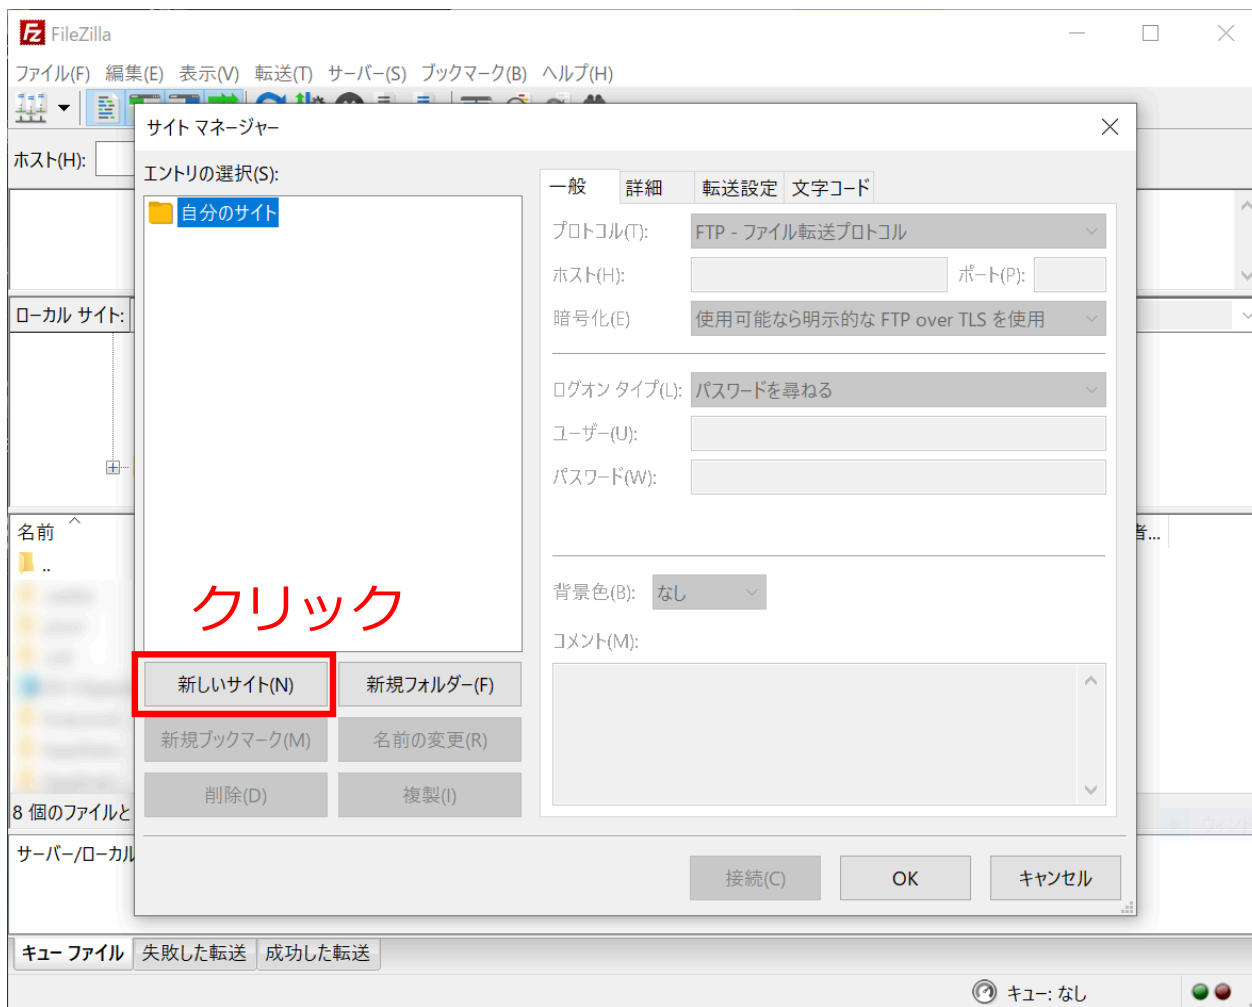 FileZilla
ファイル(F) 編集(E) 表示(V) 転送(T) サーバー(S) ブックマーク(B) ヘルプ(H)
サイト マネージャー
ホスト(H):
エントリの選択(S):
自分のサイト
一般 詳細 転送設定 文字コード
プロトコル(T): FTP - ファイル転送プロトコル
ホスト(H): ポート(P):
暗号化(E) 使用可能なら明示的な FTP over TLS を使用
ローカル サイト:
ログオン タイプ(L): パスワードを尋ねる
ユーザー(U):
パスワード(W):
名前
者...
..
背景色(B): なし
クリック
コメント(M):
新しいサイト(N) 新規フォルダー(F)
新規ブックマーク(M) 名前の変更(R)
削除(D) 複製(I)
8 個のファイルと
サーバー/ローカル
接続(C) OK キャンセル
キュー ファイル 失敗した転送 成功した転送
キュー: なし